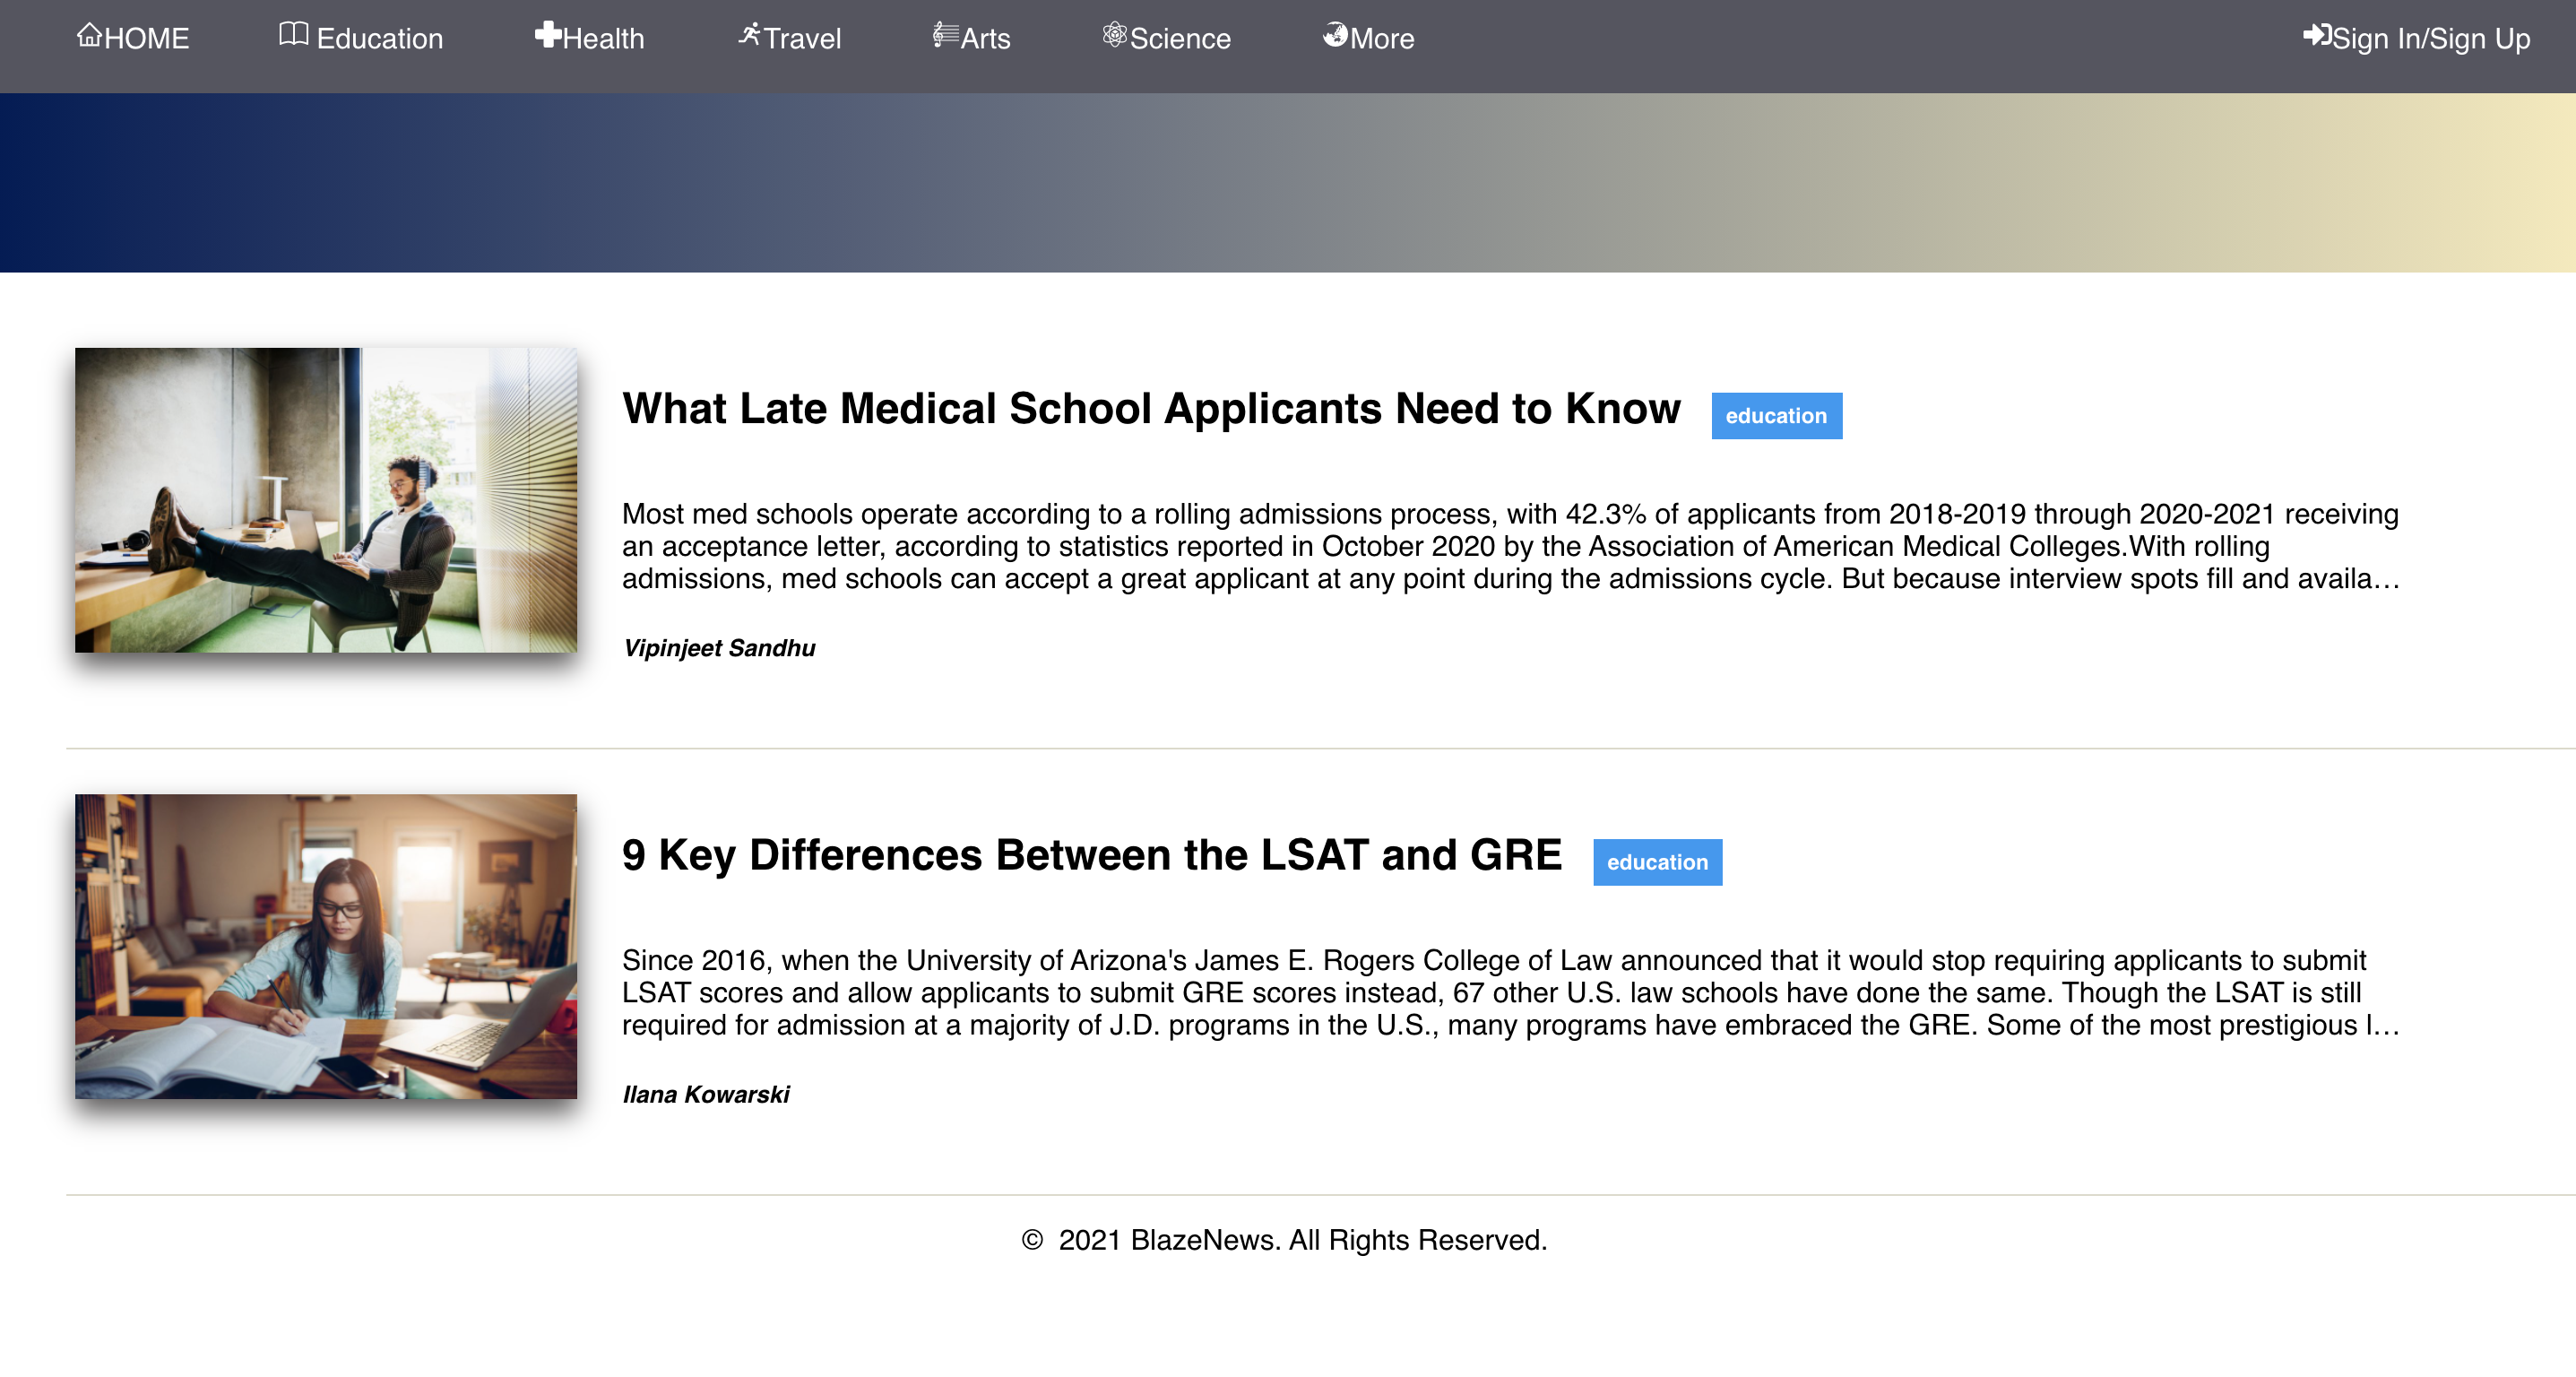 HOME Education Health Travel Arts Science More Sign In/Sign Up
What Late Medical School Applicants Need to Know education
Most med schools operate according to a rolling admissions process, with 42.3% of applicants from 2018-2019 through 2020-2021 receiving
an acceptance letter, according to statistics reported in October 2020 by the Association of American Medical Colleges.With rolling
admissions, med schools can accept a great applicant at any point during the admissions cycle. But because interview spots fill and availa…
Vipinjeet Sandhu
9 Key Differences Between the LSAT and GRE education
Since 2016, when the University of Arizona's James E. Rogers College of Law announced that it would stop requiring applicants to submit
LSAT scores and allow applicants to submit GRE scores instead, 67 other U.S. law schools have done the same. Though the LSAT is still
required for admission at a majority of J.D. programs in the U.S., many programs have embraced the GRE. Some of the most prestigious l…
Ilana Kowarski
© 2021 BlazeNews. All Rights Reserved.